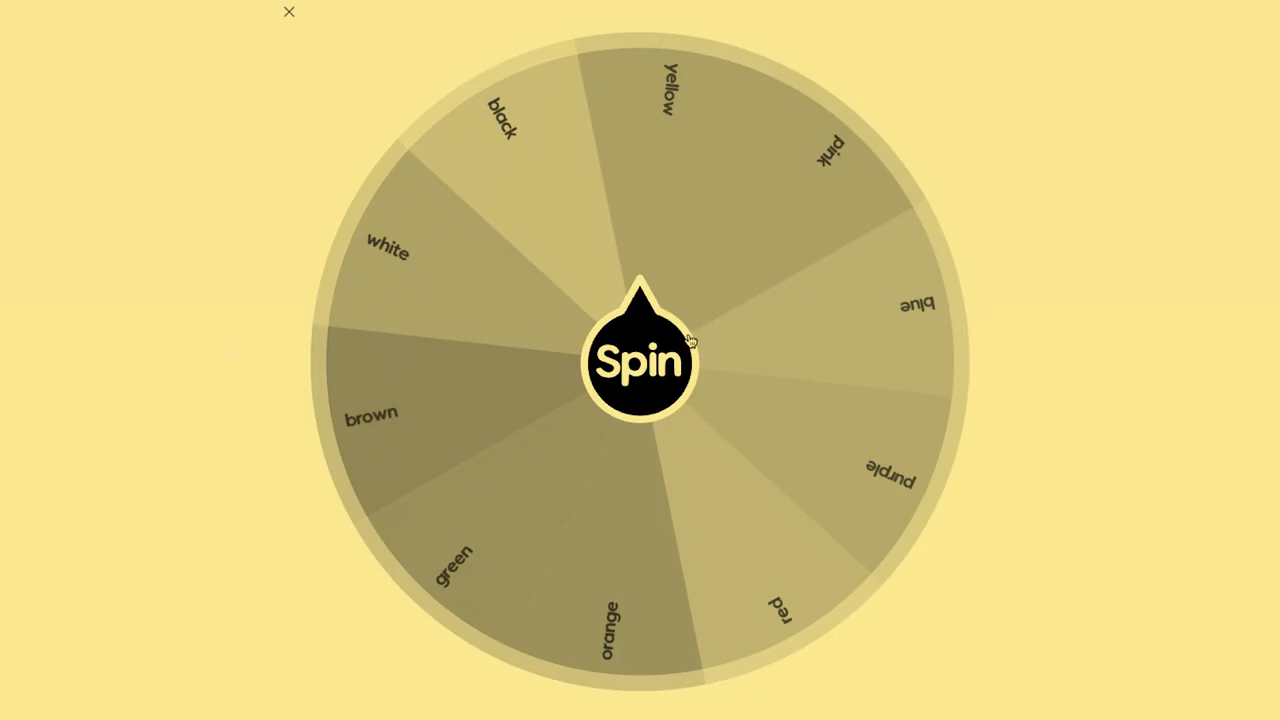 yellow
pink
blue
purple
red
orange
green
brown
white
black
Spin